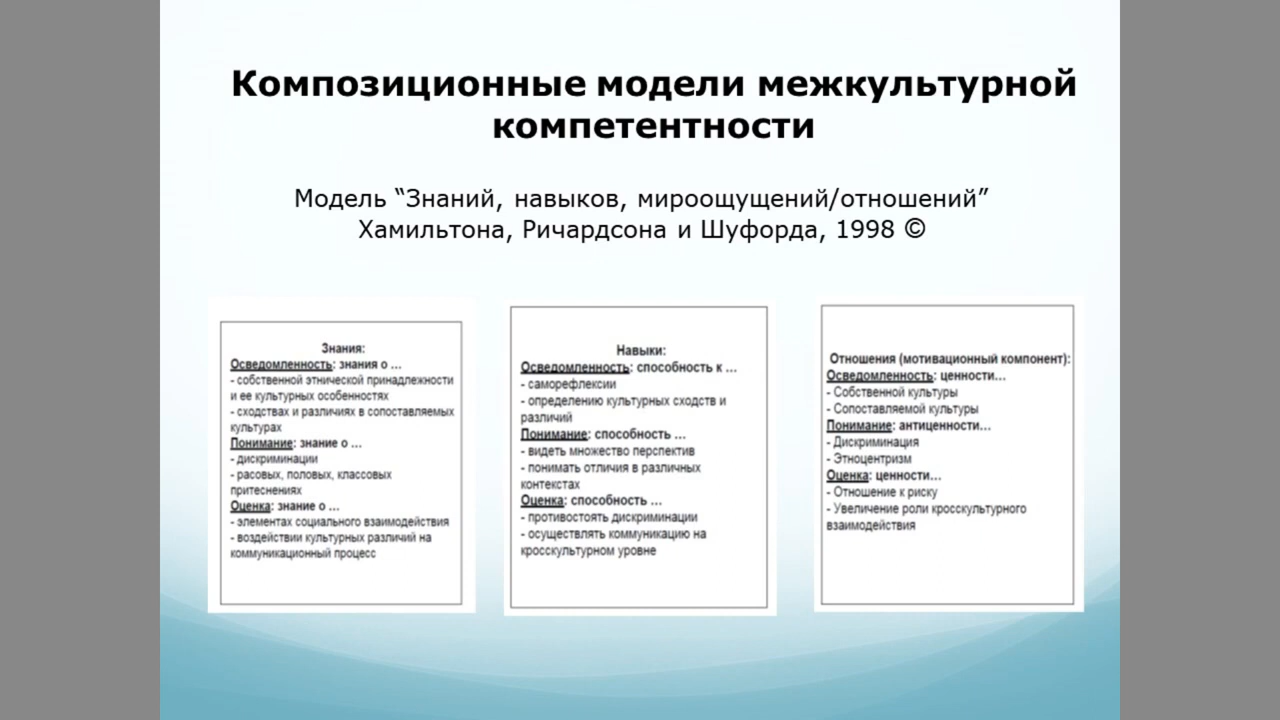 Композиционные модели межкультурной
компетентности
Модель “Знаний, навыков, мироощущений/отношений”
Хамильтона, Ричардсона и Шуфорда, 1998 ©
Знания:
Осведомленность: знания о ...
- собственной этнической принадлежности
и ее культурных особенностях
- сходствах и различиях в сопоставляемых
культурах
Понимание: знание о ...
- дискриминации
- расовых, половых, классовых
притеснениях
Оценка: знание о ...
- элементах социального взаимодействия
- воздействии культурных различий на
коммуникационный процесс
Навыки:
Осведомленность: способность к ...
- саморефлексии
- определению культурных сходств и
различий
Понимание: способность ...
- видеть множество перспектив
- понимать отличия в различных
контекстах
Оценка: способность ...
- противостоять дискриминации
- осуществлять коммуникацию на
кросскультурном уровне
Отношения (мотивационный компонент):
Осведомленность: ценности...
- Собственной культуры
- Сопоставляемой культуры
Понимание: антиценности...
- Дискриминация
- Этноцентризм
Оценка: ценности...
- Отношение к риску
- Увеличение роли кросскультурного
взаимодействия